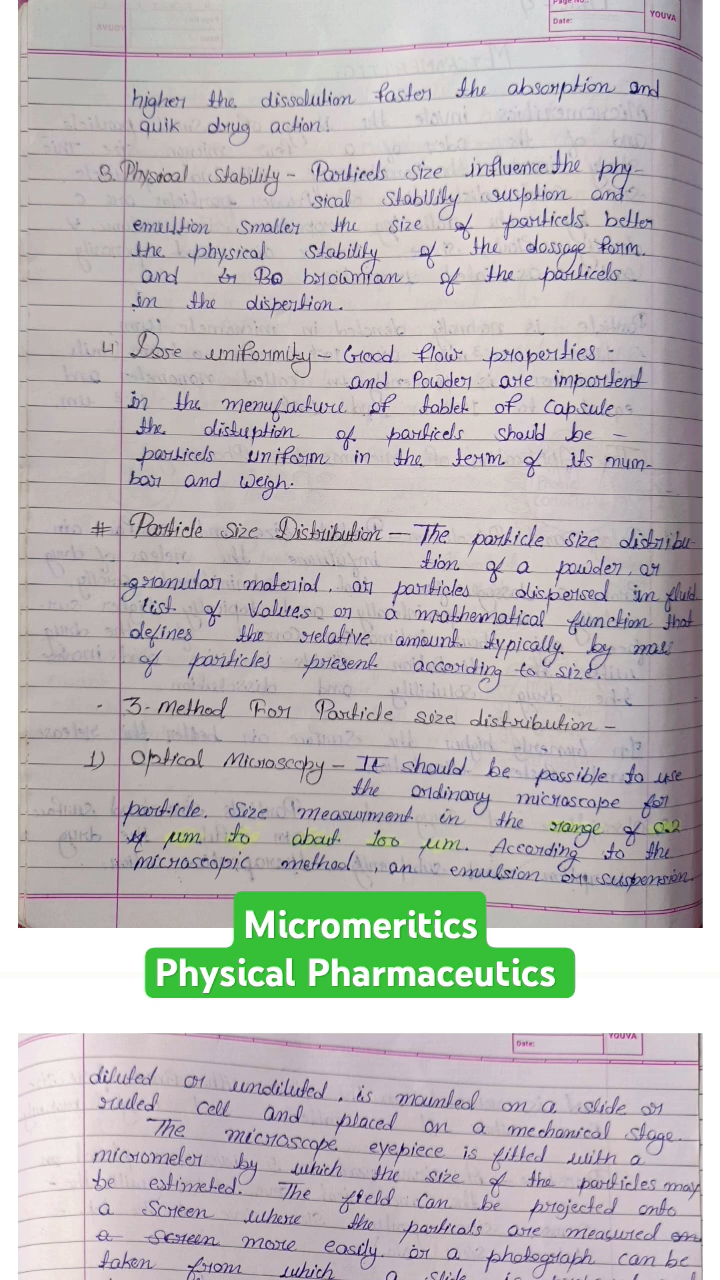 Page No.
Date:
YOUVA
higher the dissolution faster the absorption and
quik drug action.
3. Physical Stability - Particels size influence the phy-
sical stability susption and
emultion smaller the size of particels. better
the physical stability of the dossage form.
and Bo browman of the particels
in the dispertion.
4) Dose uniformity - Good flow properties -
and Powder are importent
in the menufacture of tablet of Capsule
the distuption of particels should be -
particels uniform in the term of its num-
bar and weigh.
# Particle Size Distribution - The particle size distribu-
tion of a powder, or
granular material, or particles dispersed in fluid
list of Values or a mathematical function that
defines the relative amount typically. by mass
of particles present according to size.
· 3- Method For Particle size distribution -
1) Optical Microscopy - It should be possible to use
the ordinary microscope for
particle. Size measurment in the range of 0.2
μm to about 100 μm. According to the
microscopic method, an emulsion or suspension
Micromeritics
Physical Pharmaceutics
Date:
YOUVA
diluted or undiluted, is mounted on a slide or
ruled cell and placed on a mechanical stage.
The microscope eyepiece is fitted with a
micrometer by which the size of the particles may
be estimeted. The field can be projected onto
a Screen where the particals are measured on
a screen more easily. or a photograph can be
taken from which a slide is